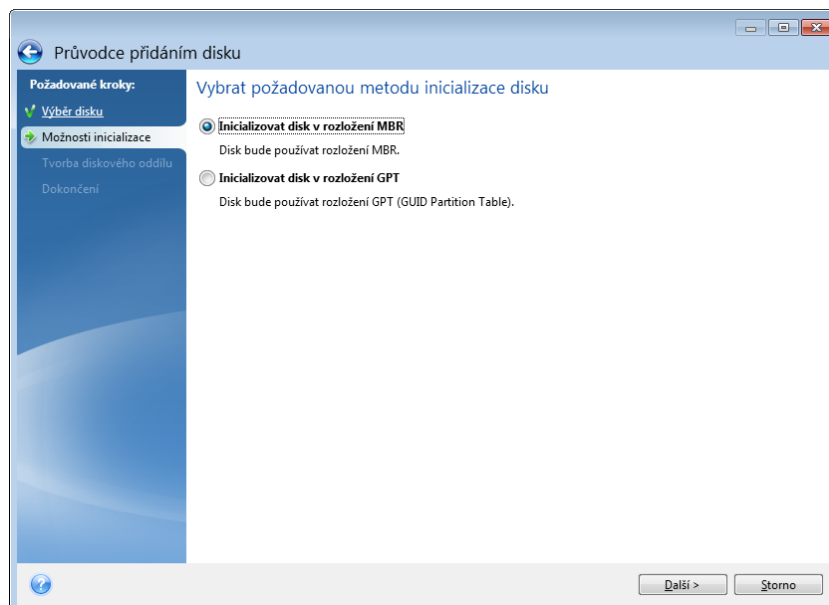 Průvodce přidáním disku
Požadované kroky:
Výběr disku
Možnosti inicializace
Tvorba diskového oddílu
Dokončení
Vybrat požadovanou metodu inicializace disku
Inicializovat disk v rozložení MBR
Disk bude používat rozložení MBR.
Inicializovat disk v rozložení GPT
Disk bude používat rozložení GPT (GUID Partition Table).
?
Další >
Storno